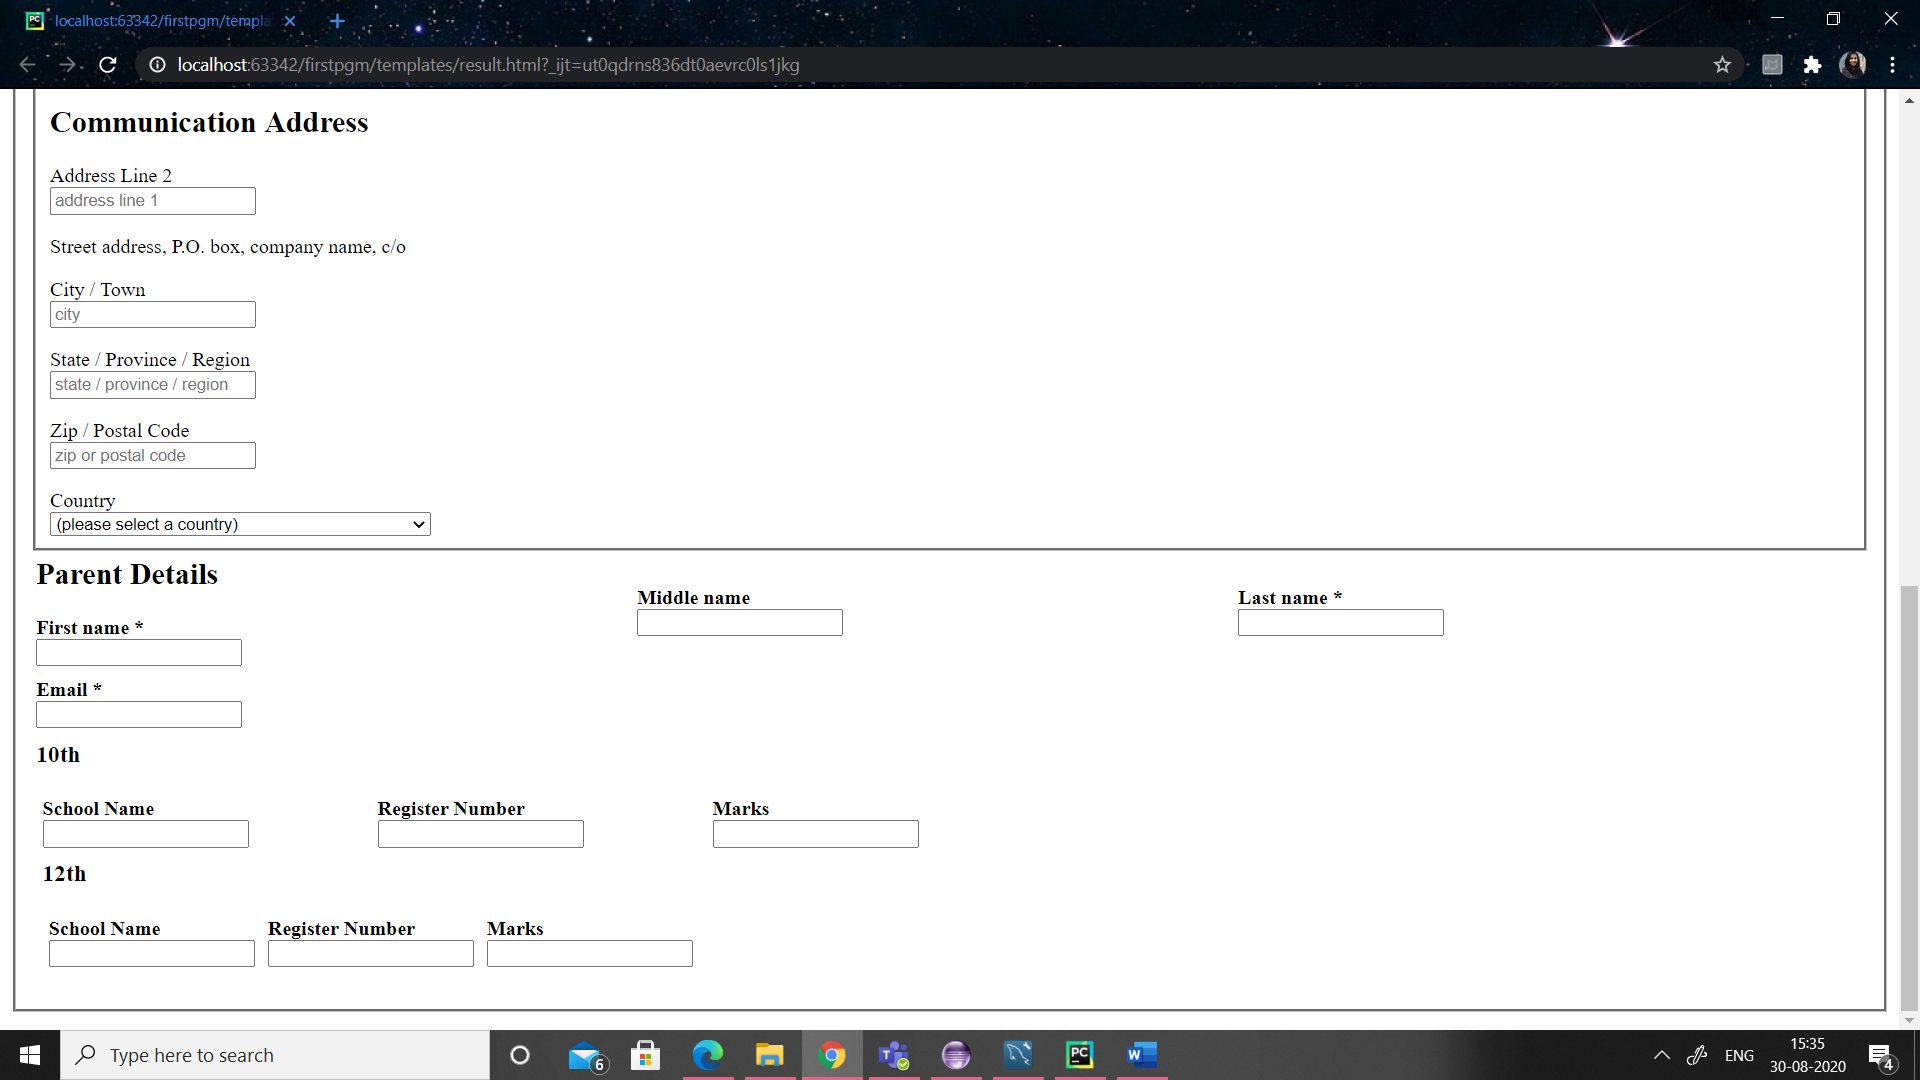 localhost:63342/firstpgm/templa
localhost:63342/firstpgm/templates/result.html?_ijt=ut0qdrns836dt0aevrc0ls1jkg
Communication Address
Address Line 2
address line 1
Street address, P.O. box, company name, c/o
City / Town
city
State / Province / Region
state / province / region
Zip / Postal Code
zip or postal code
Country
(please select a country)
Parent Details
Middle name
Last name *
First name *
Email *
10th
School Name Register Number Marks
12th
School Name Register Number Marks
Type here to search
6
ENG
15:35
30-08-2020
4